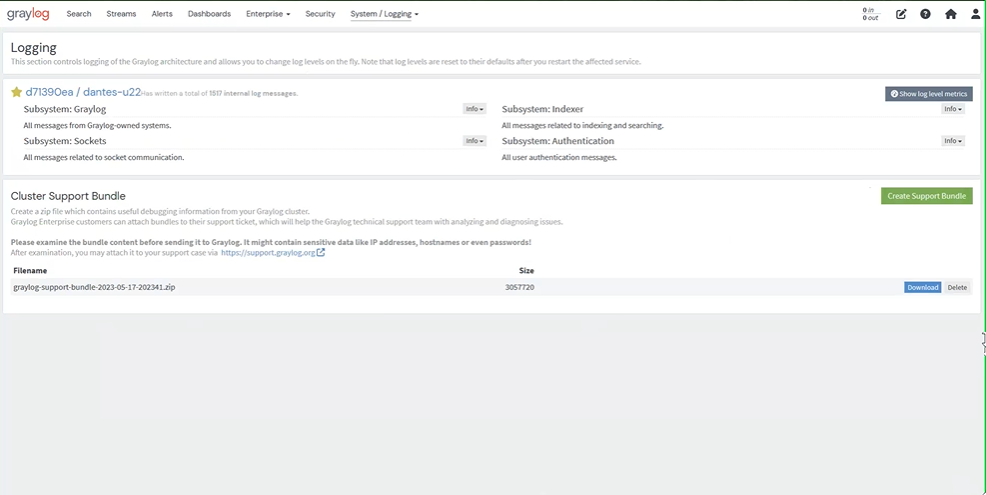 graylog Search Streams Alerts Dashboards Enterprise Security System / Logging 0 in
0 out
Logging
This section controls logging of the Graylog architecture and allows you to change log levels on the fly. Note that log levels are reset to their defaults after you restart the affected service.
d71390ea / dantes-u22 Has written a total of 1517 internal log messages. Show log level metrics
Subsystem: Graylog Info
All messages from Graylog-owned systems.
Subsystem: Indexer Info
All messages related to indexing and searching.
Subsystem: Sockets Info
All messages related to socket communication.
Subsystem: Authentication Info
All user authentication messages.
Cluster Support Bundle Create Support Bundle
Create a zip file which contains useful debugging information from your Graylog cluster.
Graylog Enterprise customers can attach bundles to their support ticket, which will help the Graylog technical support team with analyzing and diagnosing issues.
Please examine the bundle content before sending it to Graylog. It might contain sensitive data like IP addresses, hostnames or even passwords!
After examination, you may attach it to your support case via https://support.graylog.org
Filename Size
graylog-support-bundle-2023-05-17-202341.zip 3057720 Download Delete